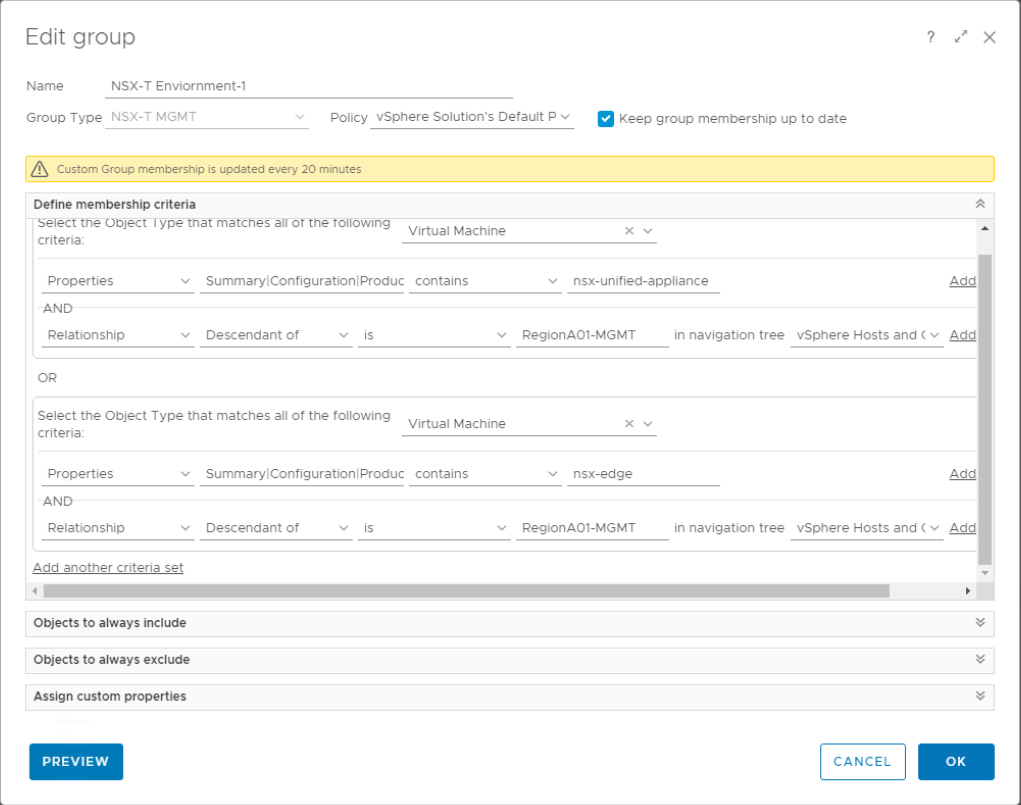 Edit group
?
Name NSX-T Enviornment-1
Group Type NSX-T MGMT Policy vSphere Solution's Default P Keep group membership up to date
Custom Group membership is updated every 20 minutes
Define membership criteria
Select the Object Type that matches all of the following
criteria:
Virtual Machine
Properties Summary|Configuration|Produc contains nsx-unified-appliance Add
AND
Relationship Descendant of is RegionA01-MGMT in navigation tree vSphere Hosts and C Add
OR
Select the Object Type that matches all of the following
criteria:
Virtual Machine
Properties Summary|Configuration|Produc contains nsx-edge Add
AND
Relationship Descendant of is RegionA01-MGMT in navigation tree vSphere Hosts and C Add
Add another criteria set
Objects to always include
Objects to always exclude
Assign custom properties
PREVIEW CANCEL OK